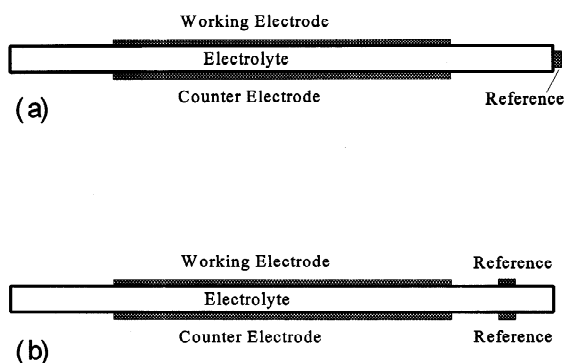 Working Electrode
Electrolyte
Counter Electrode
Reference
(a)
Working Electrode
Reference
Electrolyte
Counter Electrode
Reference
(b)